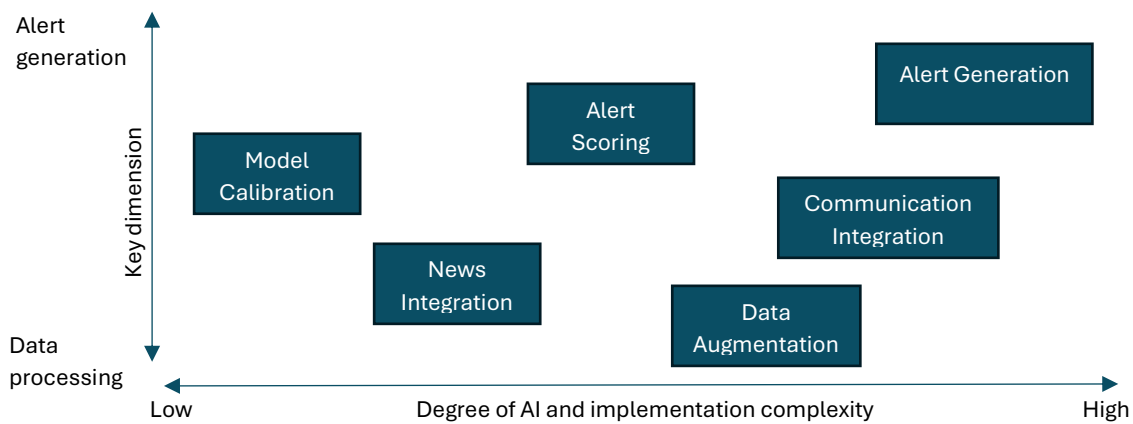 Alert
generation
Alert Generation
Alert
Scoring
Model
Calibration
Key dimension
Communication
Integration
News
Integration
Data
Augmentation
Data
processing
Low
Degree of AI and implementation complexity
High